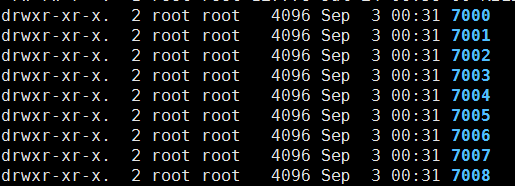 drwxr-xr-x.  2 root root   4096 Sep  3 00:31 7000
drwxr-xr-x.  2 root root   4096 Sep  3 00:31 7001
drwxr-xr-x.  2 root root   4096 Sep  3 00:31 7002
drwxr-xr-x.  2 root root   4096 Sep  3 00:31 7003
drwxr-xr-x.  2 root root   4096 Sep  3 00:31 7004
drwxr-xr-x.  2 root root   4096 Sep  3 00:31 7005
drwxr-xr-x.  2 root root   4096 Sep  3 00:31 7006
drwxr-xr-x.  2 root root   4096 Sep  3 00:31 7007
drwxr-xr-x.  2 root root   4096 Sep  3 00:31 7008